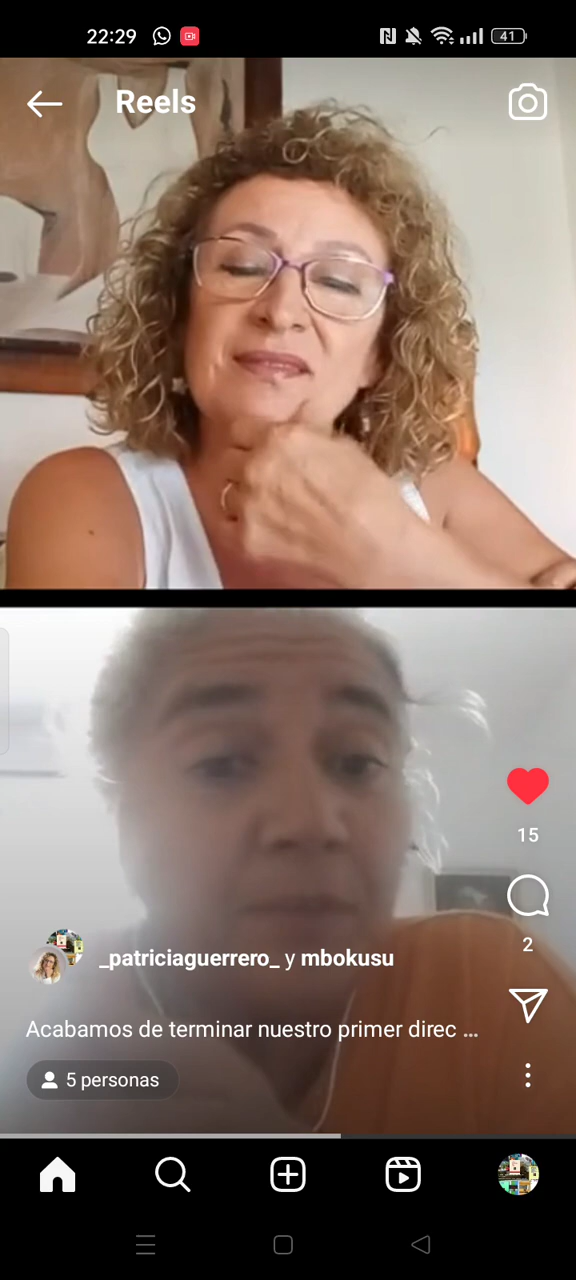 22:29
41
Reels
15
2
_patriciaguerrero_ y mbokusu
Acabamos de terminar nuestro primer direc ...
5 personas